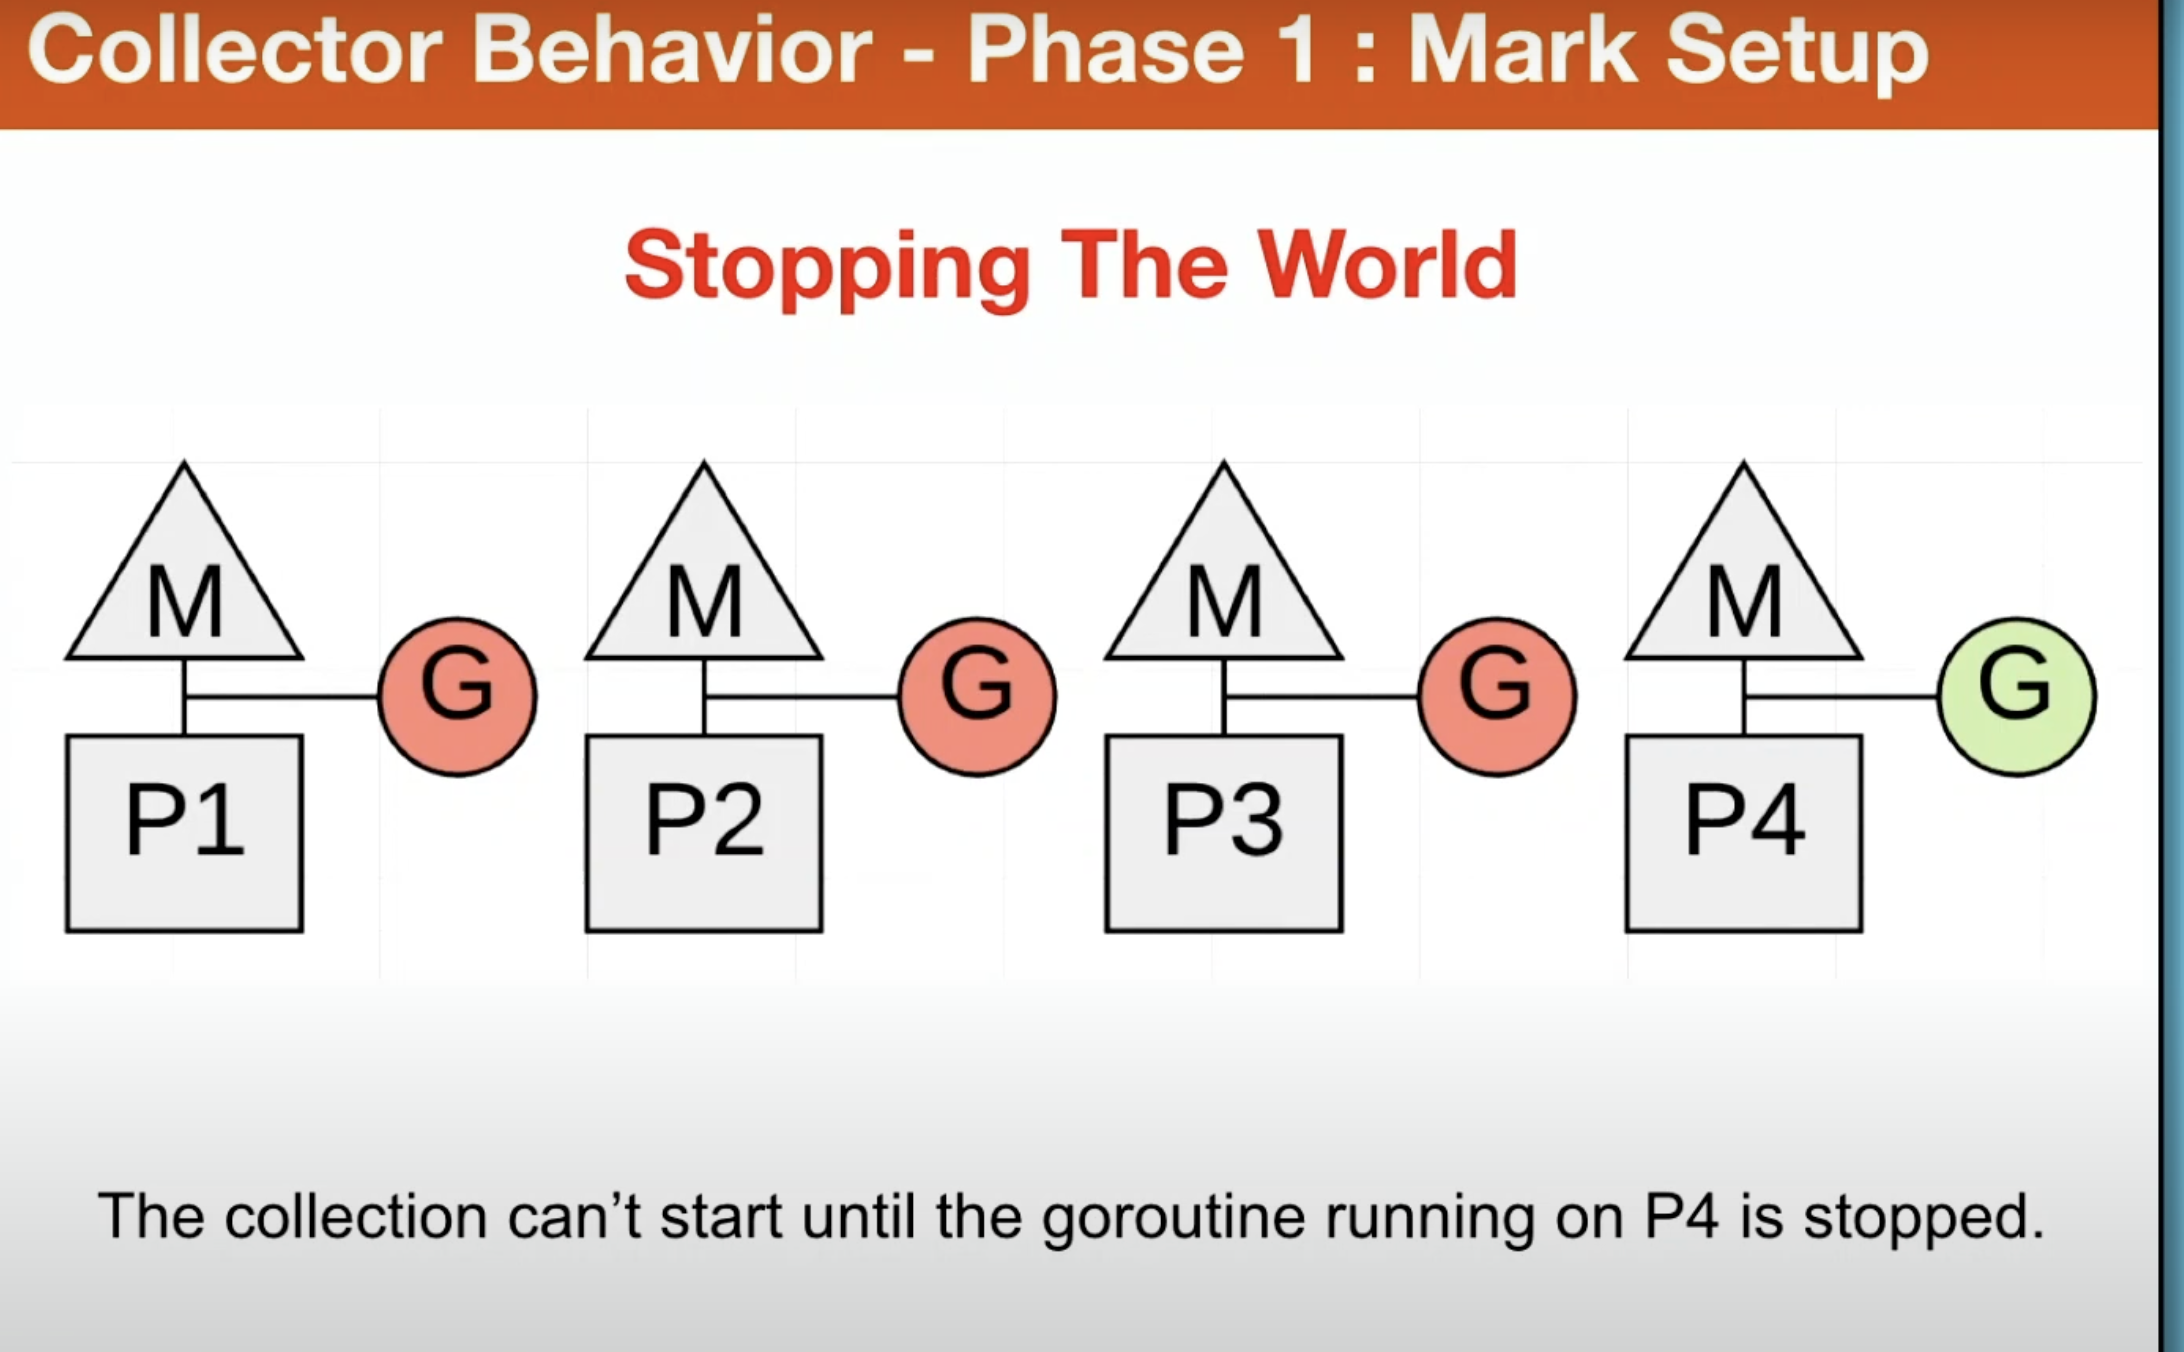 Collector Behavior - Phase 1 : Mark Setup
Stopping The World
M M M M
G G G G
P1 P2 P3 P4
The collection can’t start until the goroutine running on P4 is stopped.